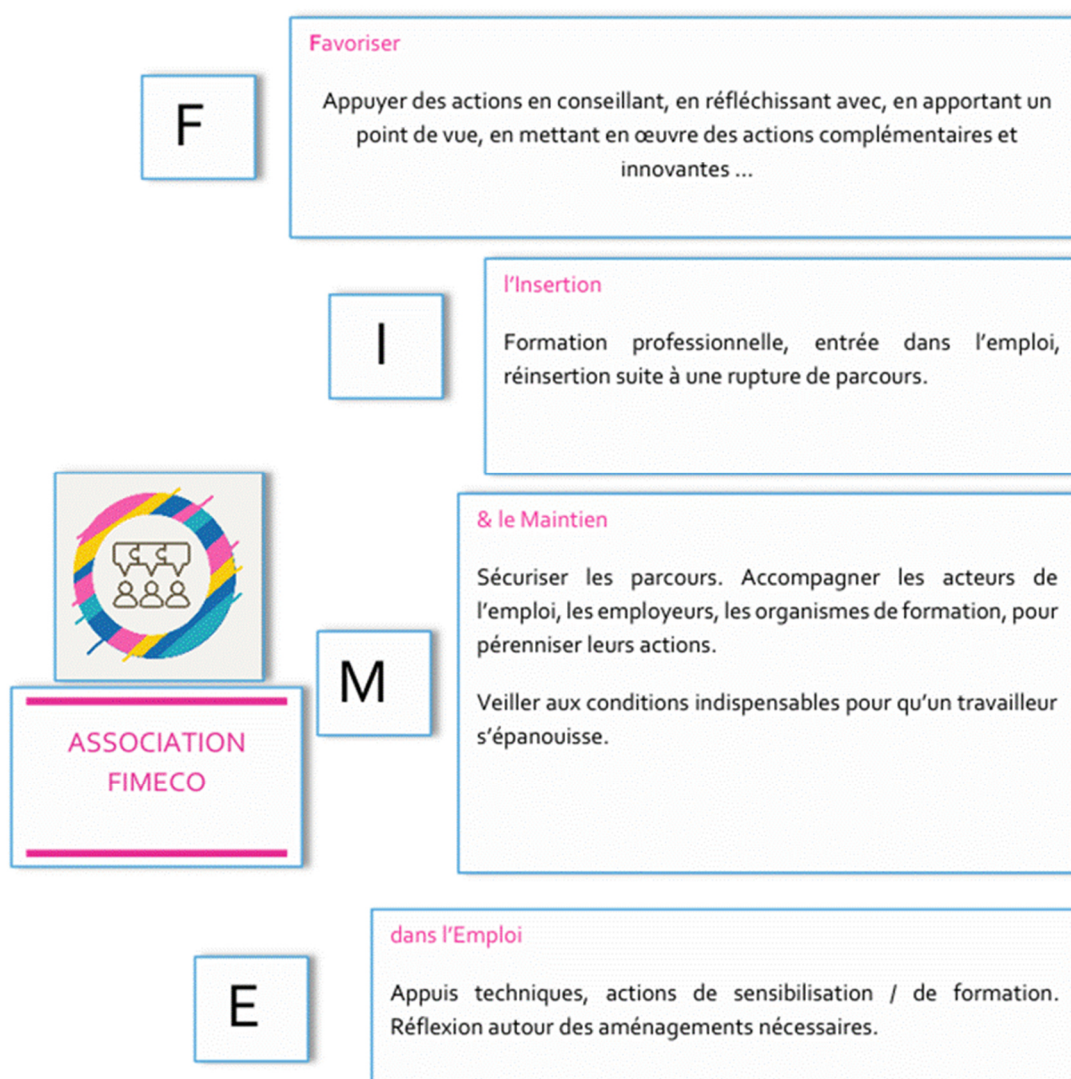 F
Favoriser
Appuyer des actions en conseillant, en réfléchissant avec, en apportant un
point de vue, en mettant en œuvre des actions complémentaires et
innovantes ...
I
l'Insertion
Formation professionnelle, entrée dans l'emploi,
réinsertion suite à une rupture de parcours.
ASSOCIATION
FIMECO
M
& le Maintien
Sécuriser les parcours. Accompagner les acteurs de
l'emploi, les employeurs, les organismes de formation, pour
pérenniser leurs actions.
Veiller aux conditions indispensables pour qu'un travailleur
s'épanouisse.
E
dans l'Emploi
Appuis techniques, actions de sensibilisation / de formation.
Réflexion autour des aménagements nécessaires.